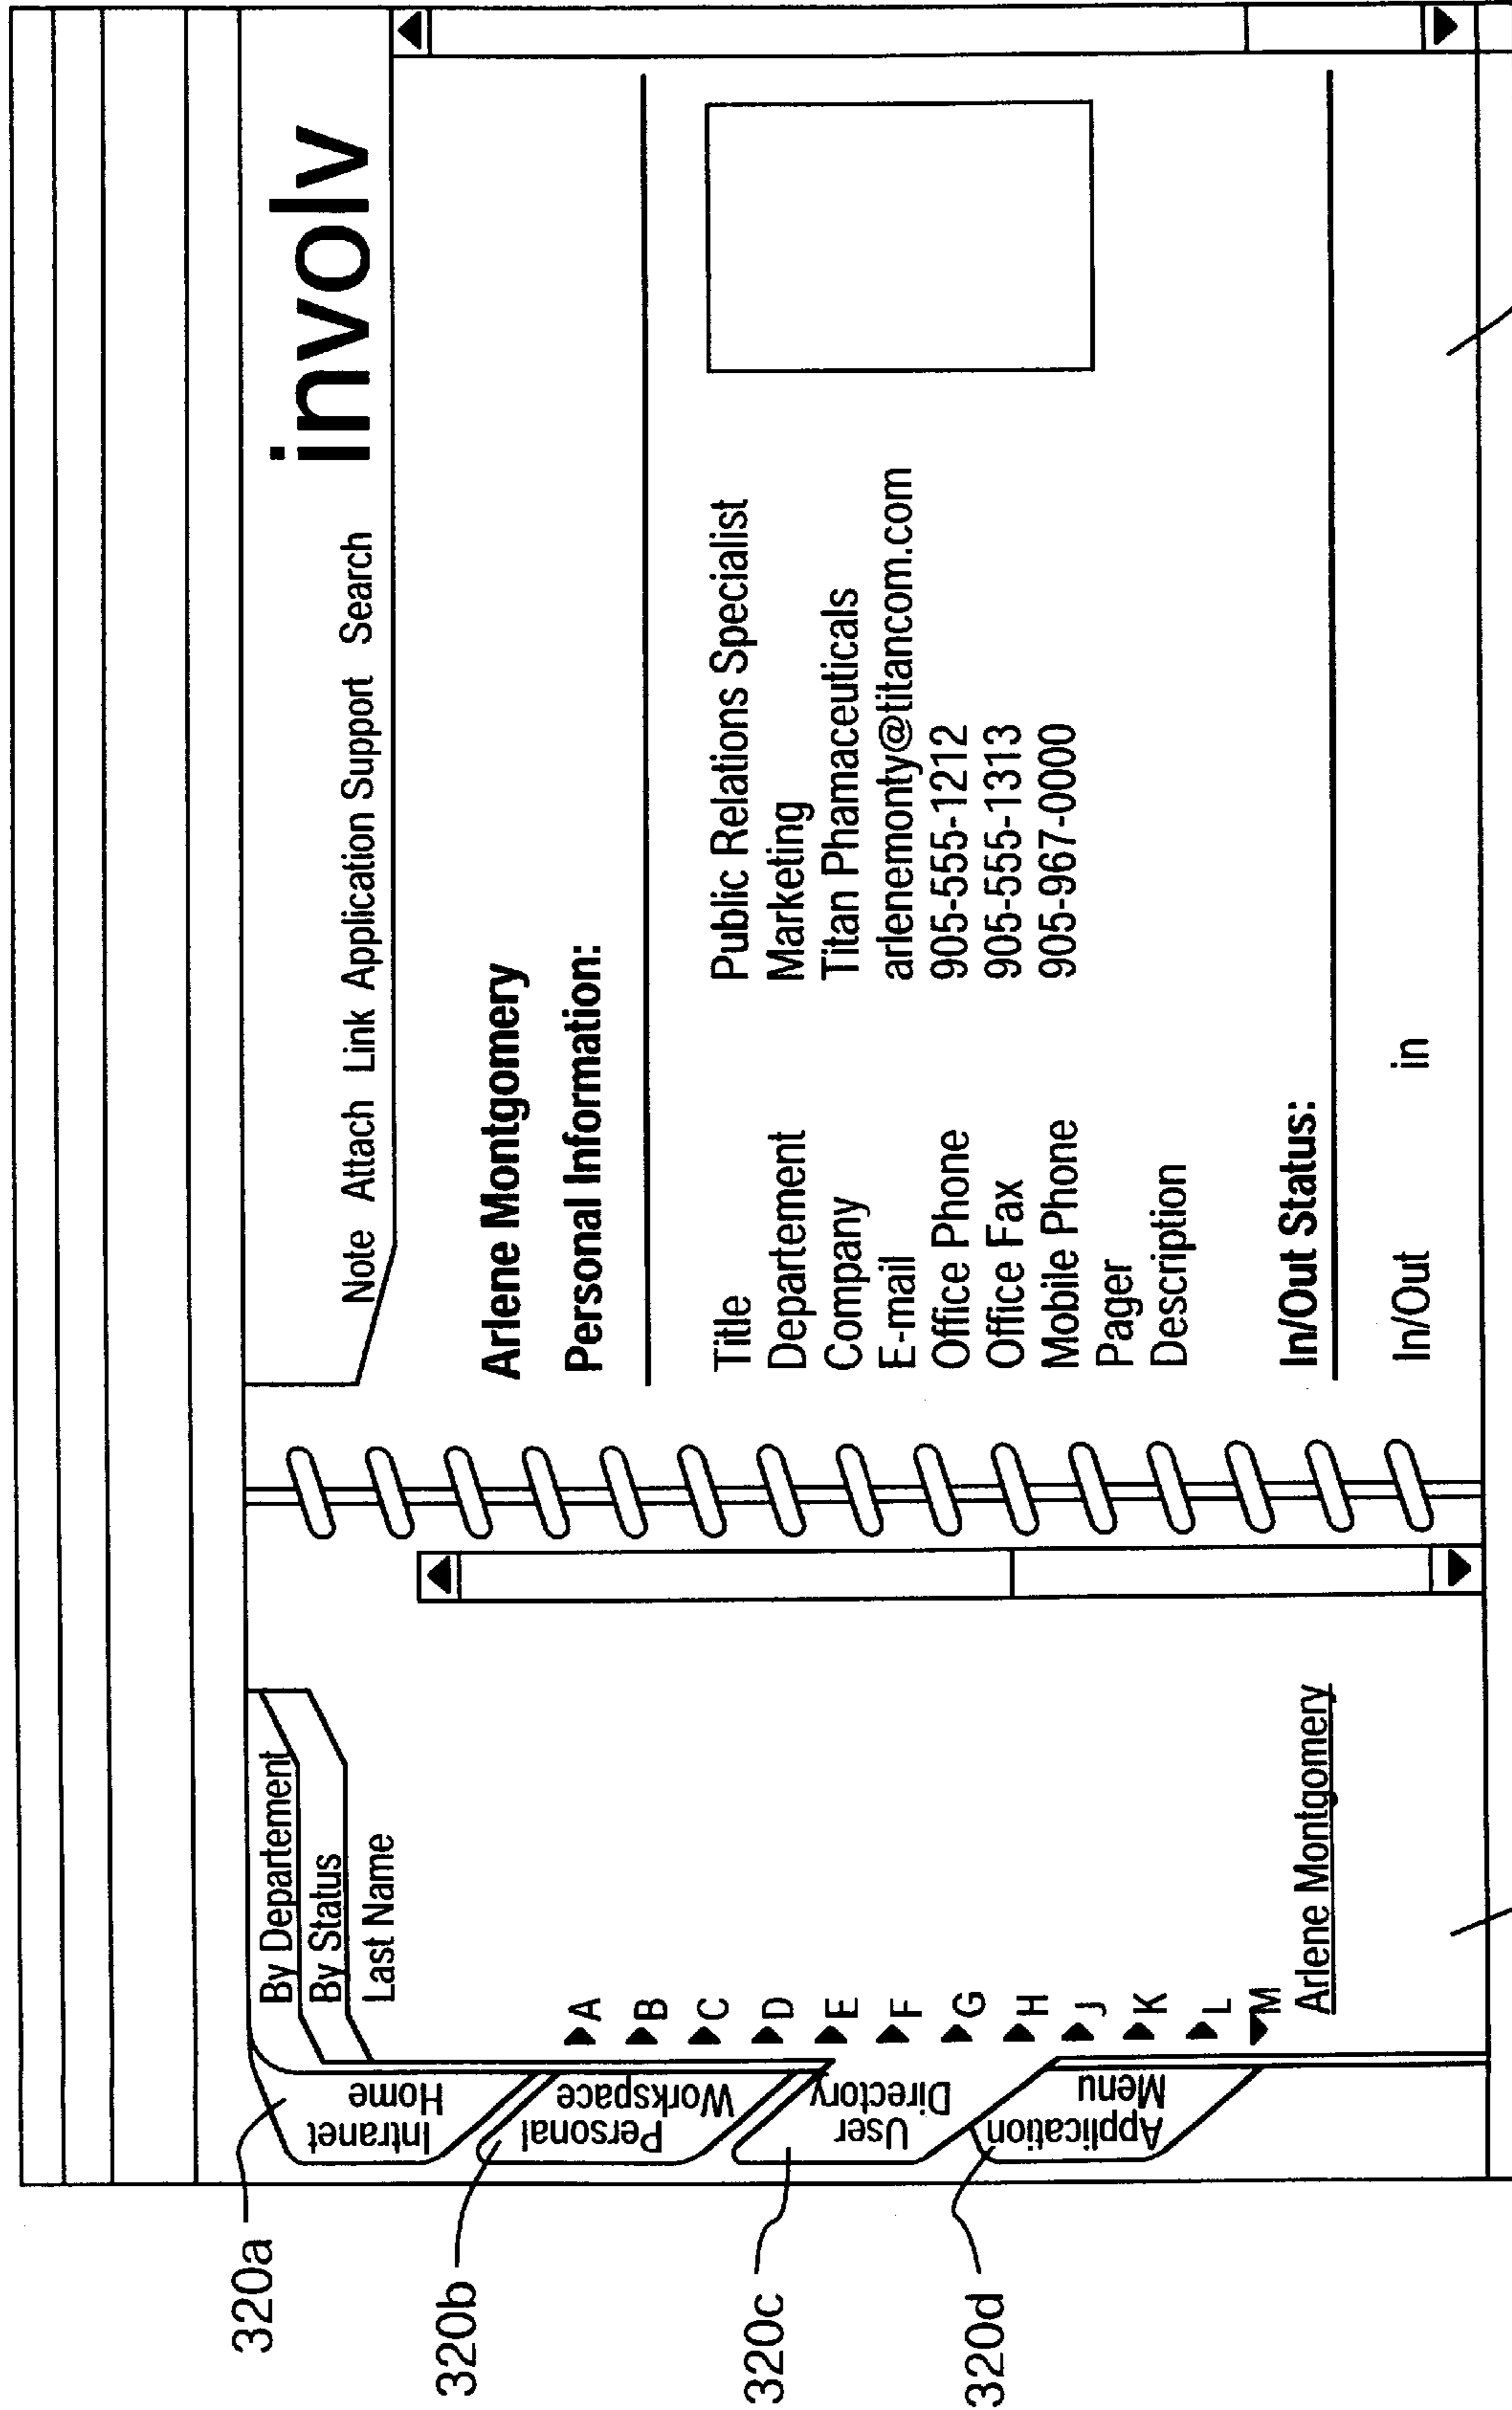 320a
320b
320c
320d
Intranet
Home
Personal
Workspace
User
Directory
Application
Menu
By Departement
By Status
Last Name
A
B
C
D
E
F
G
H
J
K
L
M
Arlene Montgomery
Note Attach Link Application Support Search
involv
Arlene Montgomery
Personal Information:
Title Public Relations Specialist
Departement Marketing
Company Titan Phamaceuticals
E-mail arlenemonty@titancom.com
Office Phone 905-555-1212
Office Fax 905-555-1313
Mobile Phone 905-967-0000
Pager
Description
In/Out Status:
In/Out in